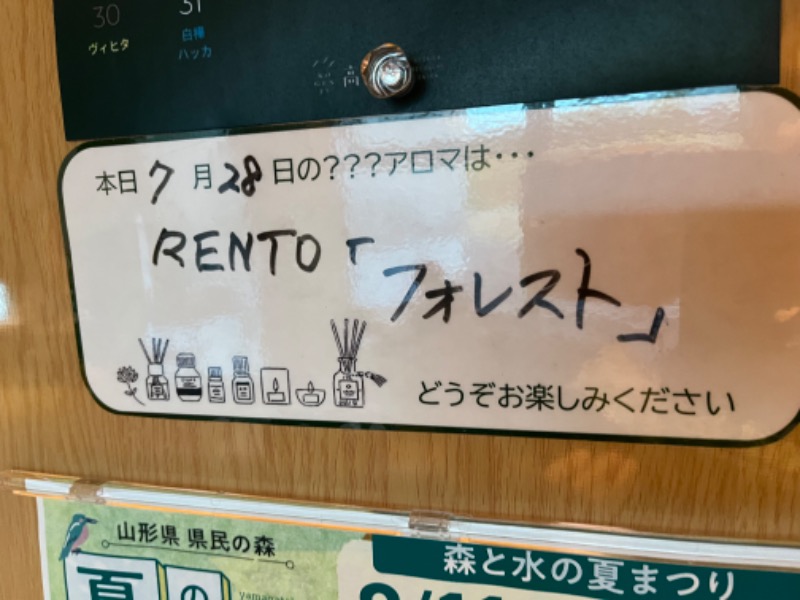 30
31
ヴィヒタ
白樺
ハッカ
本日7月28日の???アロマは・・・
RENTO「フォレスト」
どうぞお楽しみください
山形県 県民の森
森と水の夏まつり
夏の